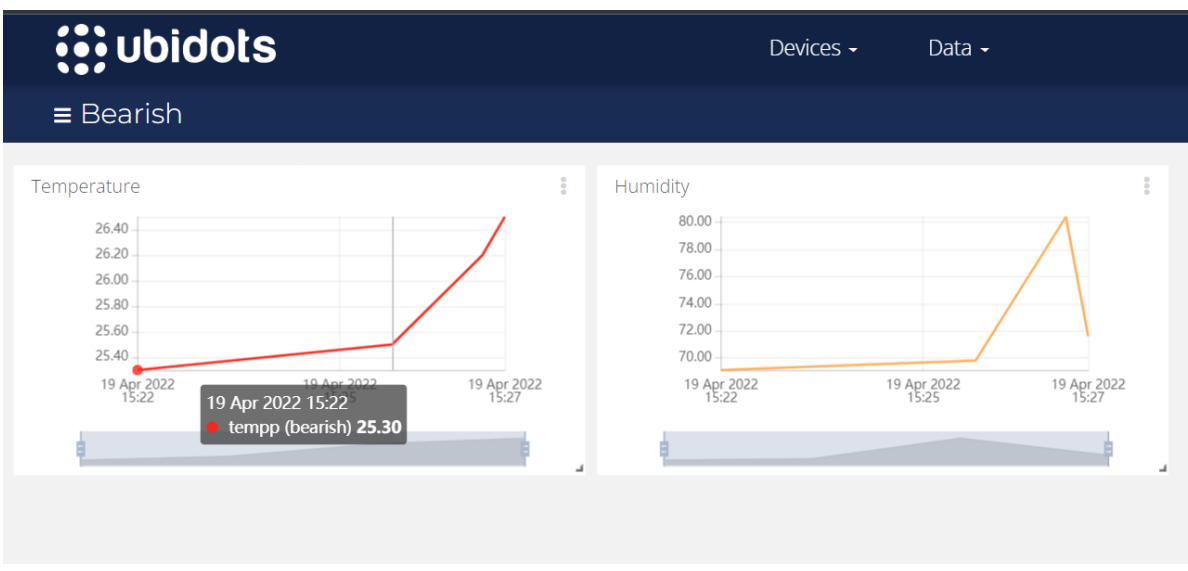 ubidots
Devices
Data
Bearish
Temperature
26.40
26.20
26.00
25.80
25.60
25.40
19 Apr 2022
15:22
19 Apr 2022
19 Apr 2022
15:27
19 Apr 2022 15:22
tempp (bearish) 25.30
Humidity
80.00
78.00
76.00
74.00
72.00
70.00
19 Apr 2022
15:22
19 Apr 2022
15:25
19 Apr 2022
15:27